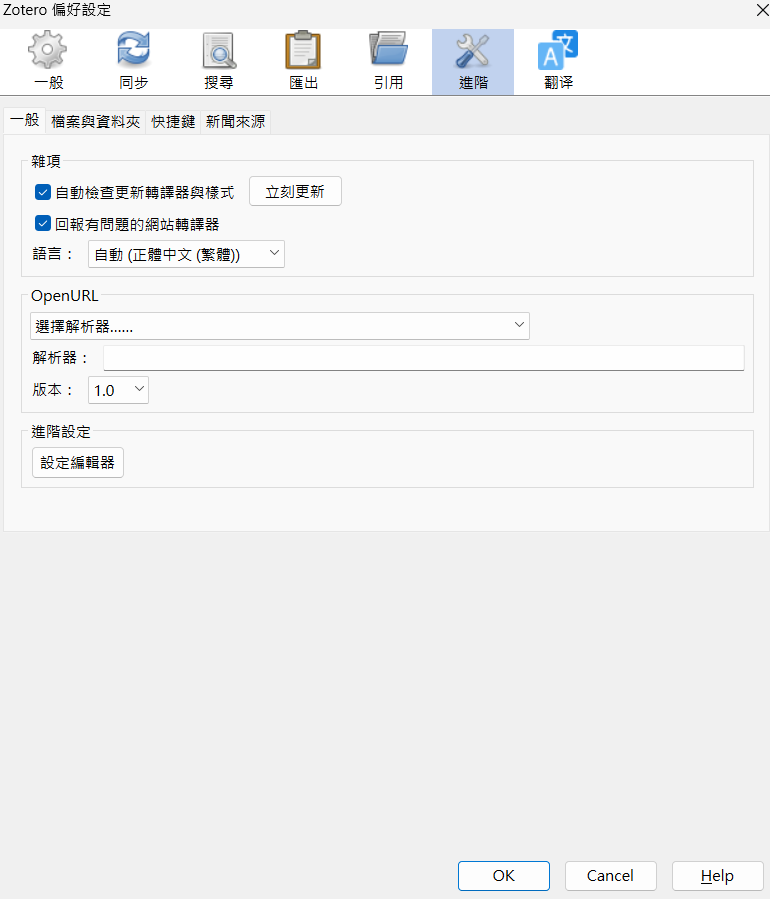 Zotero 偏好設定
一般 同步 搜尋 匯出 引用 進階 翻译
一般 檔案與資料夾 快捷鍵 新聞來源
雜項
自動檢查更新轉譯器與樣式 立刻更新
回報有問題的網站轉譯器
語言： 自動 (正體中文 (繁體))
OpenURL
選擇解析器......
解析器：
版本： 1.0
進階設定
設定編輯器
OK Cancel Help